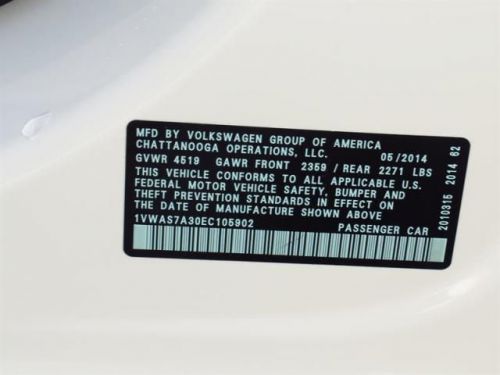 MFD BY VOLKSWAGEN GROUP OF AMERICA
CHATTANOOGA OPERATIONS, LLC. 05/2014
GVWR 4519 GAWR FRONT 2359 / REAR 2271 LBS
THIS VEHICLE CONFORMS TO ALL APPLICABLE U.S.
FEDERAL MOTOR VEHICLE SAFETY, BUMPER AND
THEFT PREVENTION STANDARDS IN EFFECT ON
THE DATE OF MANUFACTURE SHOWN ABOVE
1VWAS7A30EC105902 PASSENGER CAR
2010315 2014 62